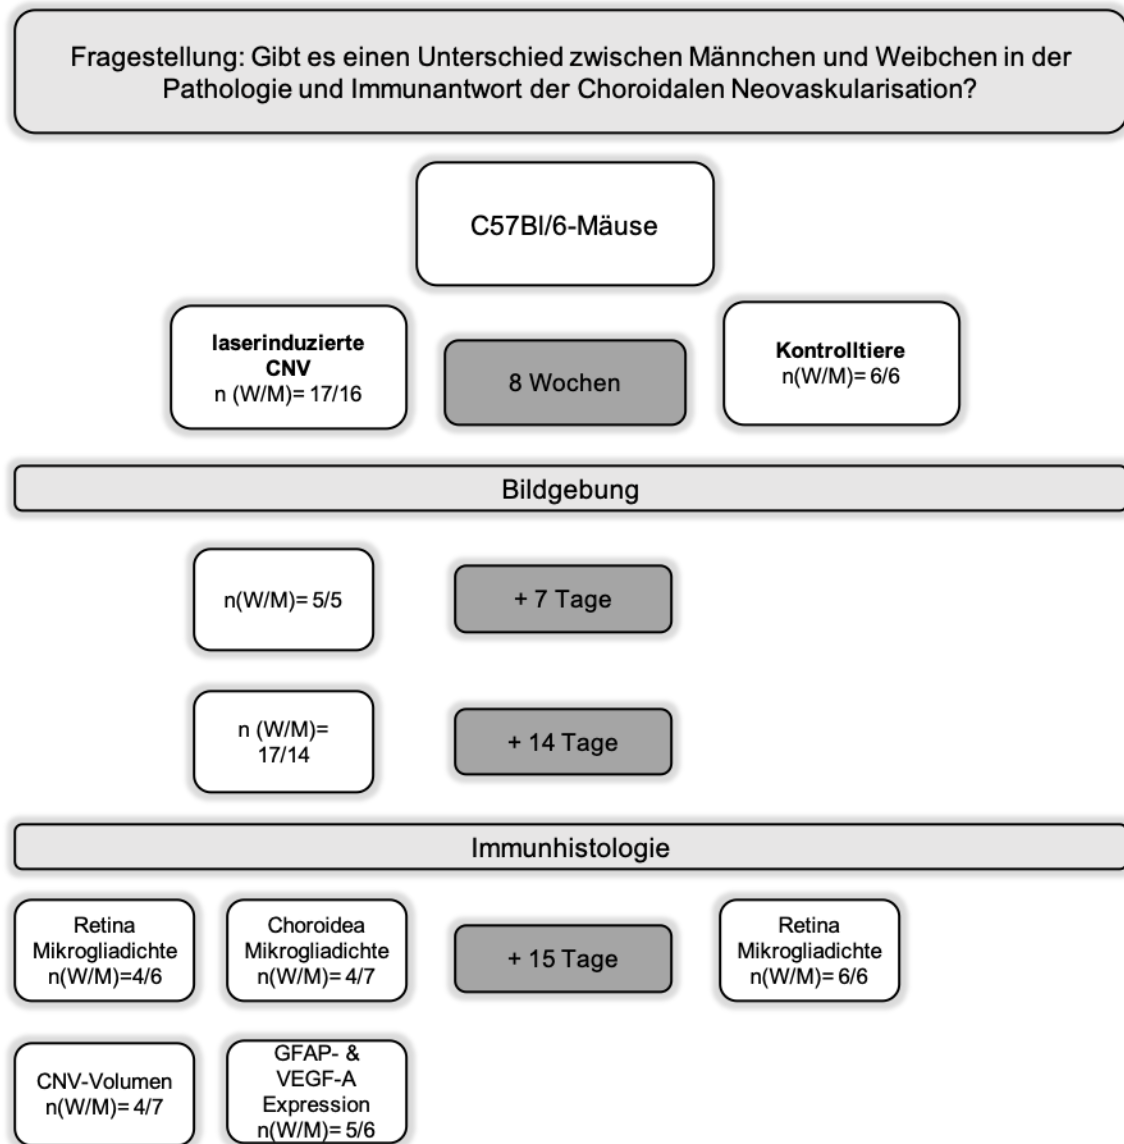 Fragestellung: Gibt es einen Unterschied zwischen Männchen und Weibchen in der
Pathologie und Immunantwort der Choroidalen Neovaskularisation?
C57Bl/6-Mäuse
laserinduzierte
CNV
n (W/M)= 17/16
8 Wochen
Kontrolltiere
n(W/M)= 6/6
Bildgebung
n(W/M)= 5/5
+ 7 Tage
n (W/M)=
17/14
+ 14 Tage
Immunhistologie
Retina
Mikrogliadichte
n(W/M)=4/6
Choroidea
Mikrogliadichte
n(W/M)= 4/7
+ 15 Tage
Retina
Mikrogliadichte
n(W/M)= 6/6
CNV-Volumen
n(W/M)= 4/7
GFAP- &
VEGF-A
Expression
n(W/M)= 5/6